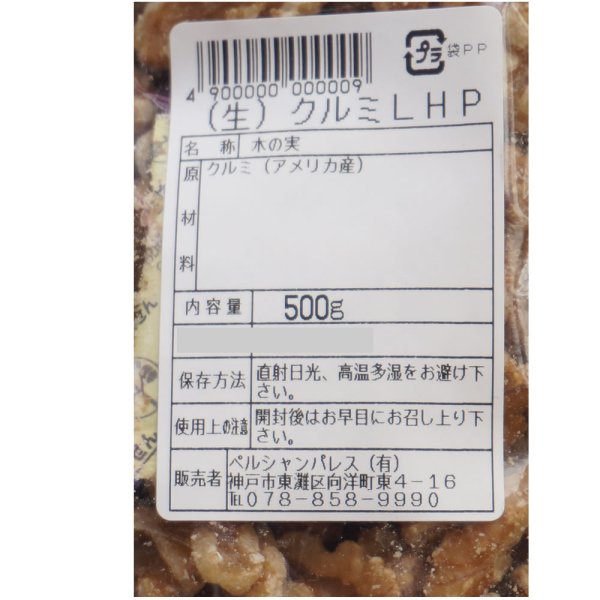 プラ 袋PP
4 900000 000009
(生) クルミLHP
名 称 木の実
原材料 クルミ (アメリカ産)
内容量 500g
保存方法 直射日光、高温多湿をお避け下
さい。
使用上の注意 開封後はお早目にお召し上り下
さい。
販売者 ペルシャンパレス (有)
神戸市東灘区向洋町東4-16
℡078-858-9990